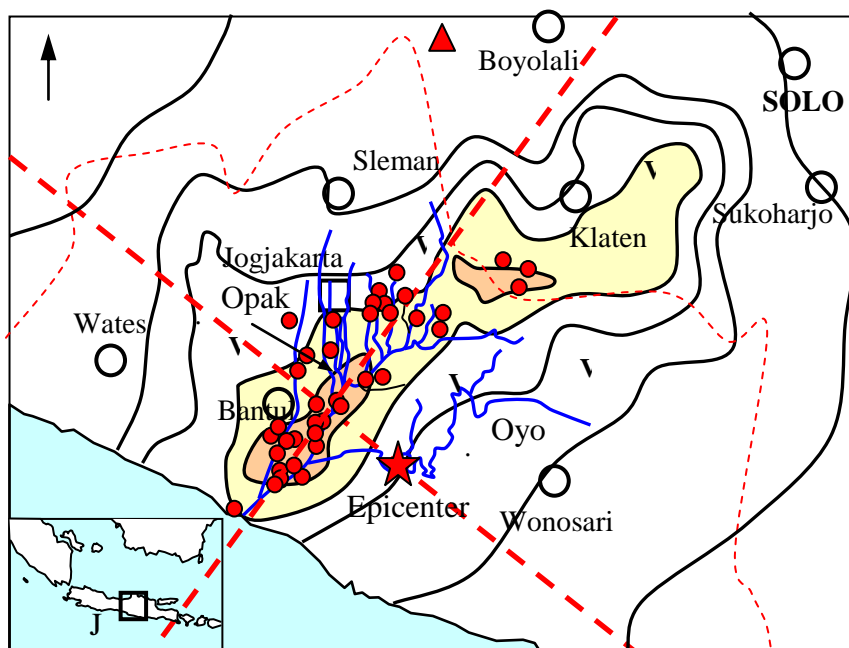 Boyolali
SOLO
Sleman
Sukoharjo
Klaten
Jogjakarta
Opak
Wates
Bantul
Oyo
Epicenter
Wonosari
J